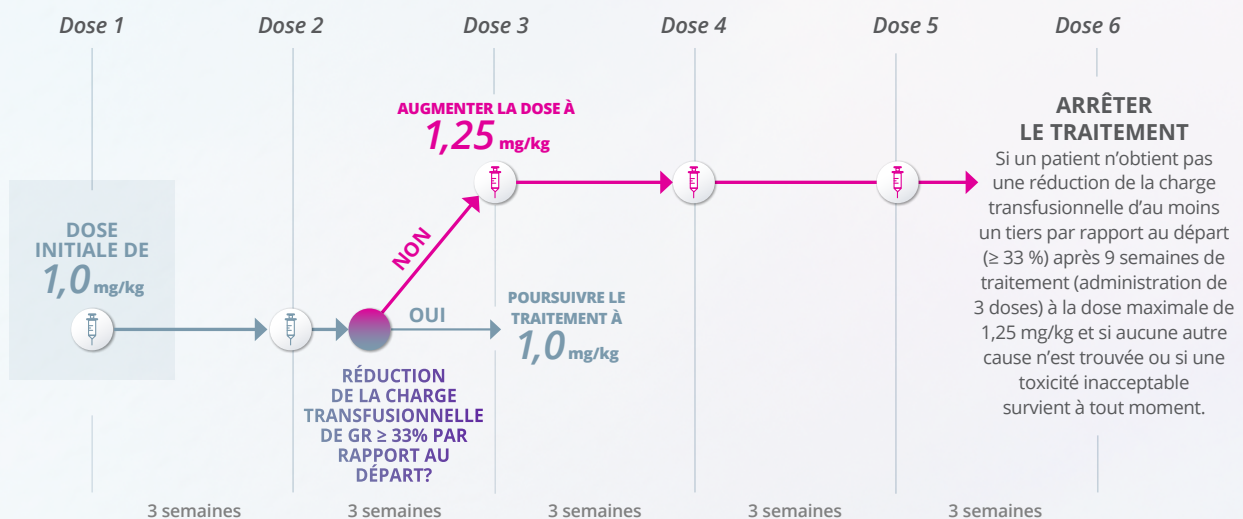 Dose 1
Dose 2
Dose 3
Dose 4
Dose 5
Dose 6
DOSE
INITIALE DE
1,0 mg/kg
AUGMENTER LA DOSE À
1,25 mg/kg
NON
OUI
POURSUIVRE LE
TRAITEMENT À
1,0 mg/kg
RÉDUCTION
DE LA CHARGE
TRANSFUSIONNELLE
DE GR ≥ 33% PAR
RAPPORT AU
DÉPART?
ARRÊTER
LE TRAITEMENT
Si un patient n’obtient pas
une réduction de la charge
transfusionnelle d’au moins
un tiers par rapport au départ
(≥ 33 %) après 9 semaines de
traitement (administration de
3 doses) à la dose maximale de
1,25 mg/kg et si aucune autre
cause n’est trouvée ou si une
toxicité inacceptable
survient à tout moment.
3 semaines
3 semaines
3 semaines
3 semaines
3 semaines